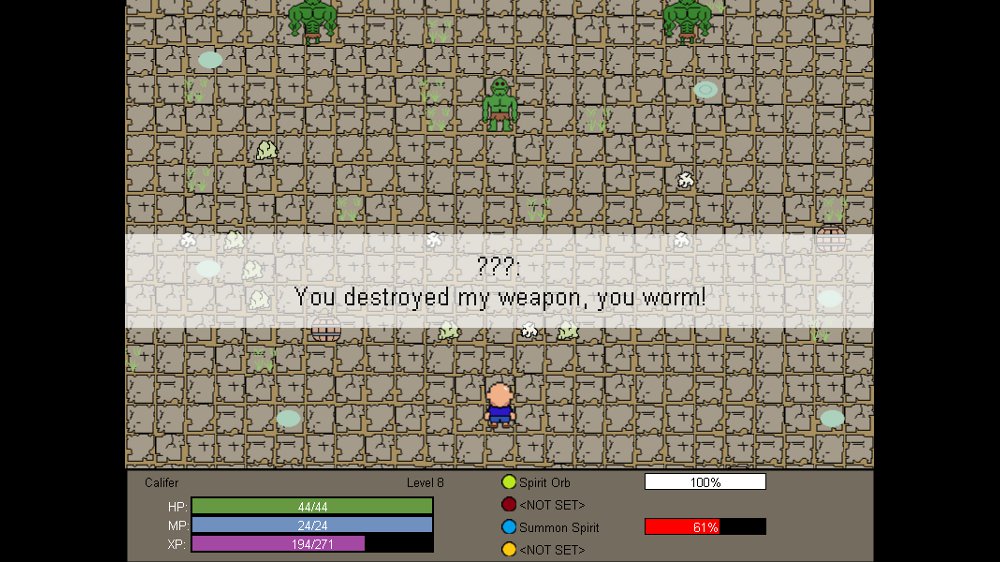 ???:
You destroyed my weapon, you worm!
Califer Level 8
HP: 44/44
MP: 24/24
XP: 194/271
Spirit Orb 100%
<NOT SET>
Summon Spirit 61%
<NOT SET>